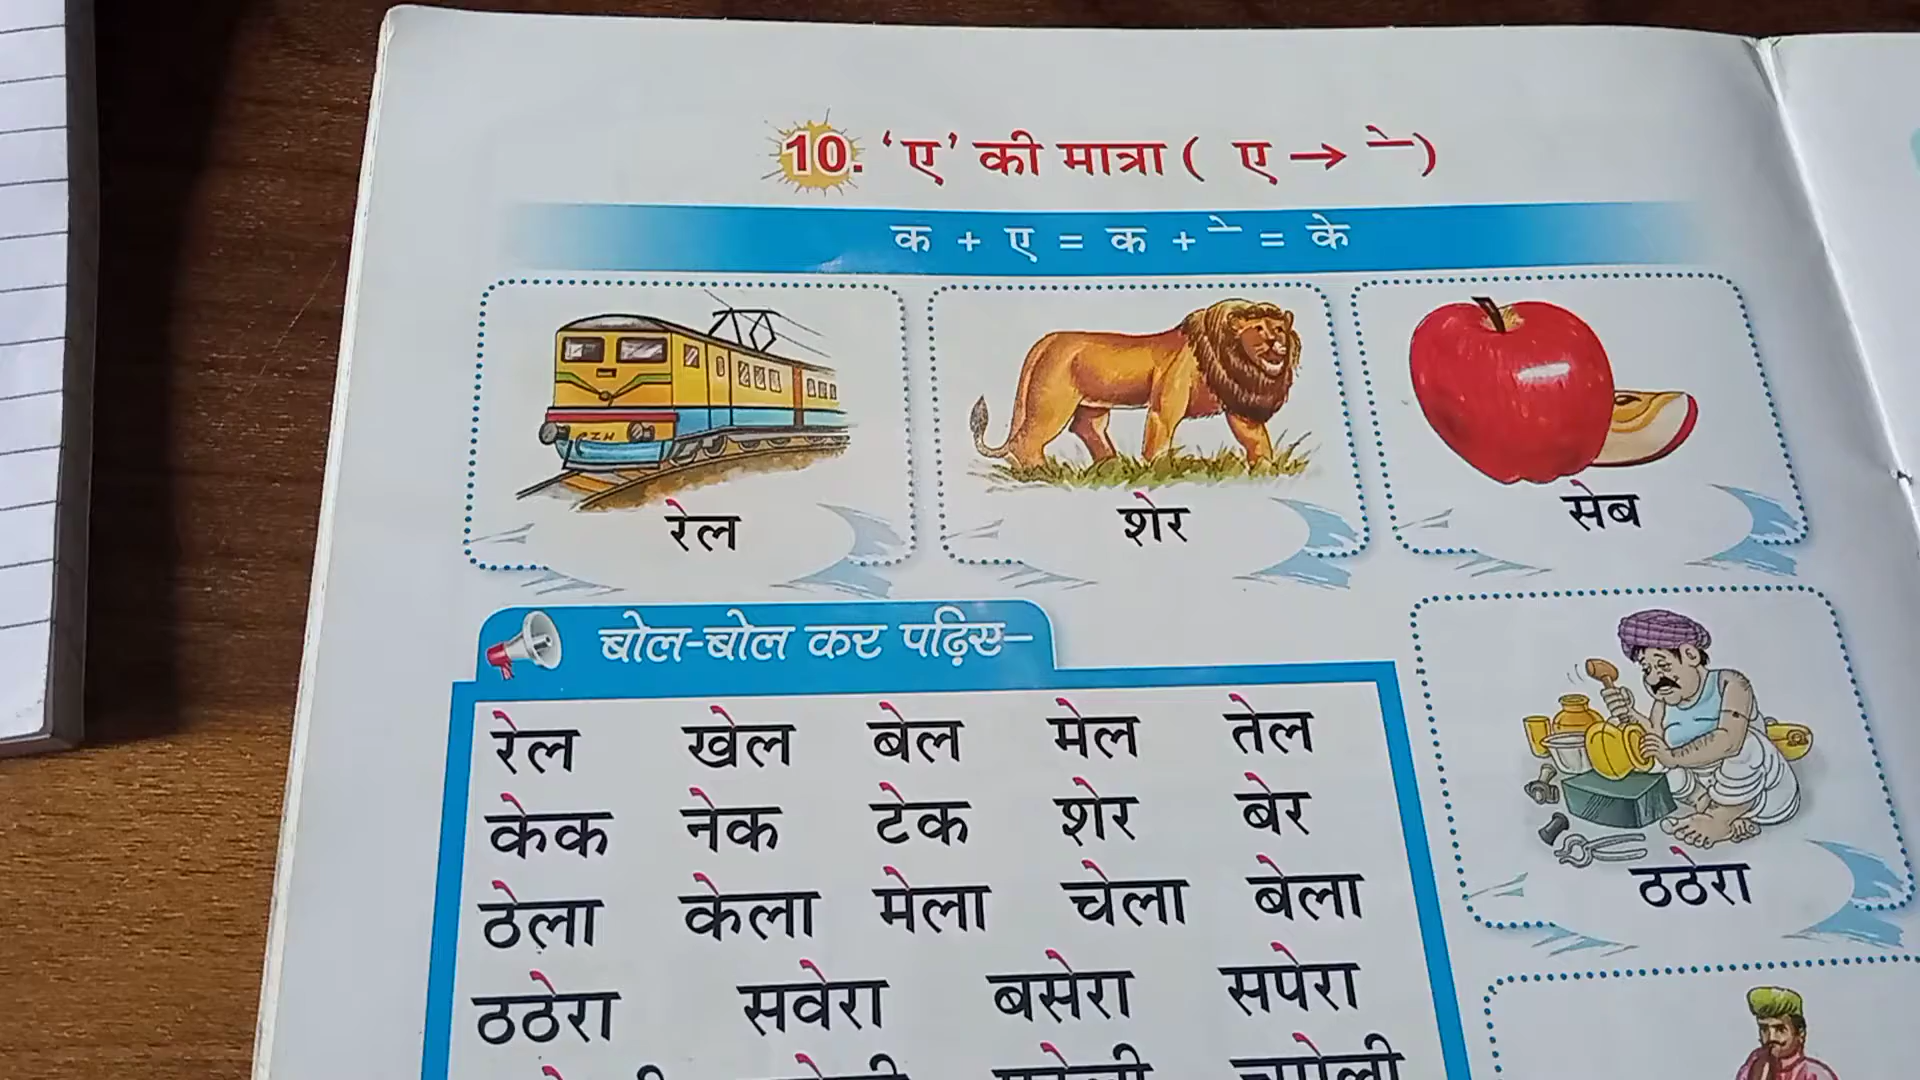 10. 'ए' की मात्रा ( ए → े )
क + ए = क + े = के
रेल शेर सेब
बोल-बोल कर पढ़िए–
रेल खेल बेल मेल तेल
केक नेक टेक शेर बेर
ठेला केला मेला चेला बेला
ठठेरा सवेरा बसेरा सपेरा
ठठेरा